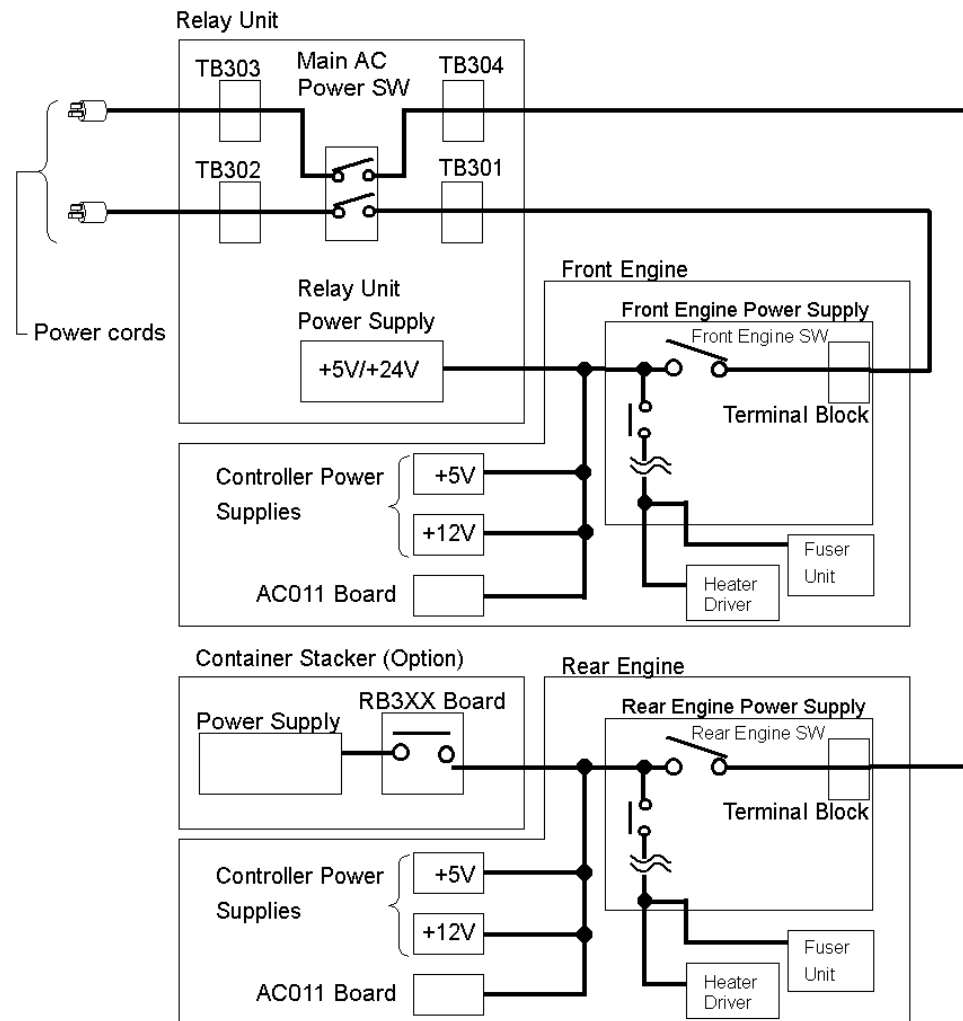 Relay Unit
TB303
Main AC
Power SW
TB304
TB302
TB301
Power cords
Relay Unit
Power Supply
+5V/+24V
Front Engine
Front Engine Power Supply
Front Engine SW
Terminal Block
Controller Power
Supplies
+5V
+12V
AC011 Board
Fuser
Unit
Heater
Driver
Container Stacker (Option)
RB3XX Board
Power Supply
Rear Engine
Rear Engine Power Supply
Rear Engine SW
Terminal Block
Controller Power
Supplies
+5V
+12V
AC011 Board
Fuser
Unit
Heater
Driver